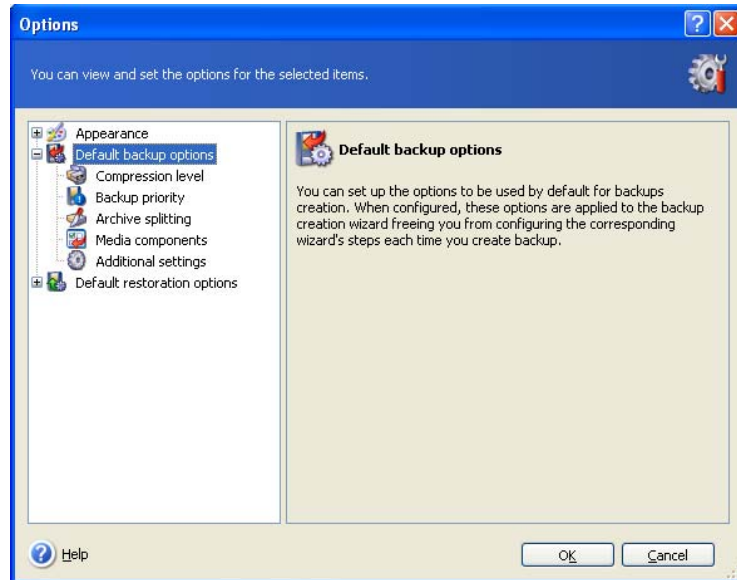 Options
You can view and set the options for the selected items.
Appearance
Default backup options
Compression level
Backup priority
Archive splitting
Media components
Additional settings
Default restoration options
Default backup options
You can set up the options to be used by default for backups
creation. When configured, these options are applied to the backup
creation wizard freeing you from configuring the corresponding
wizard's steps each time you create backup.
Help
OK
Cancel